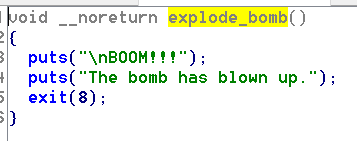 void __noreturn explode_bomb()
{
puts("\nBOOM!!!");
puts("The bomb has blown up.");
exit(8);
}